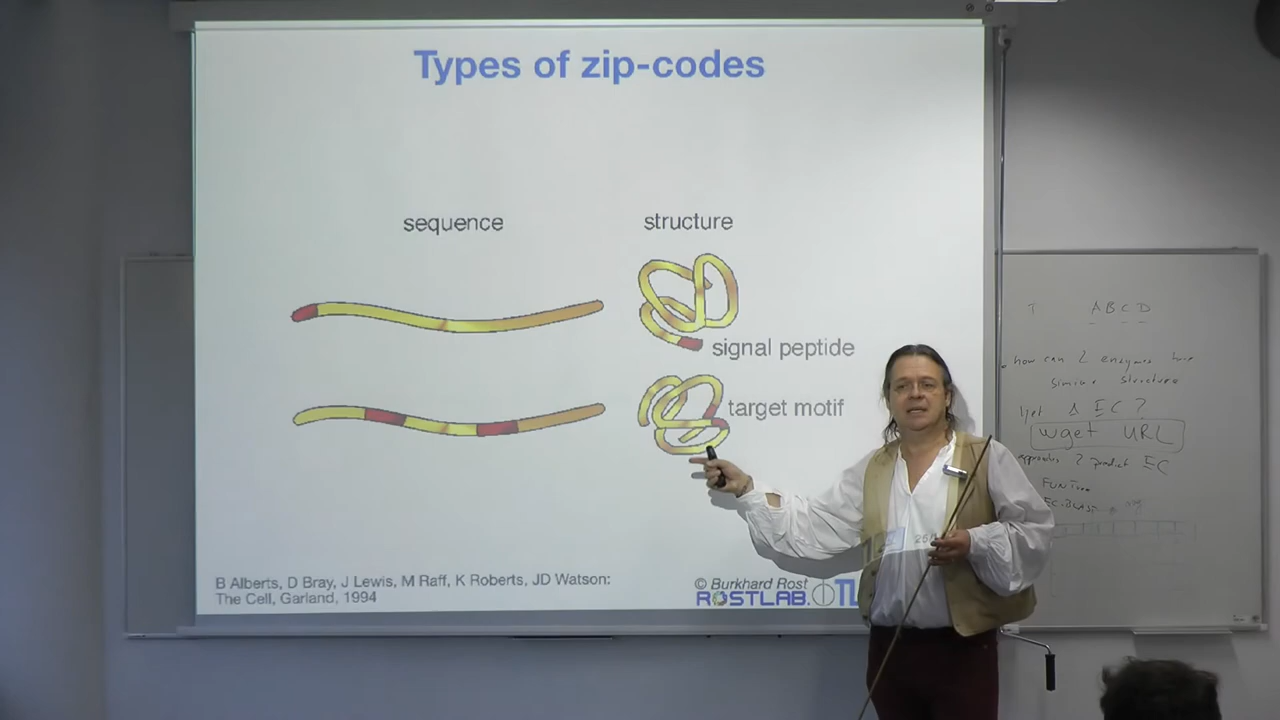 Types of zip-codes
sequence
structure
signal peptide
target motif
B Alberts, D Bray, J Lewis, M Raff, K Roberts, JD Watson:
The Cell, Garland, 1994
© Burkhard Rost
ROSTLAB.
T A B C D
how can 2 enzymes have
similar structure
EC?
wget URL
approaches 2 predict EC